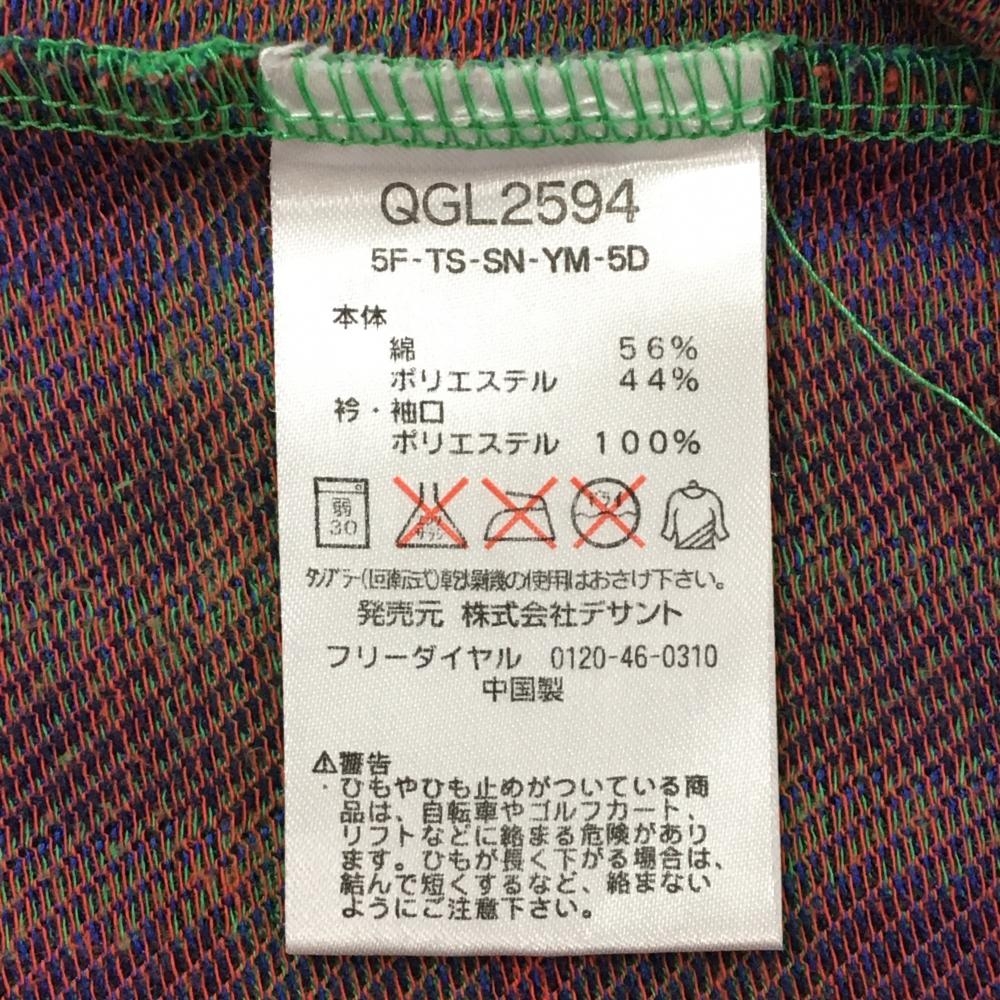 QGL2594
5F-TS-SN-YM-5D
本体
綿 56%
ポリエステル 44%
衿・袖口
ポリエステル 100%
弱
30
ドライ
タンブラー(回転式)乾燥機の使用はおさけ下さい。
発売元 株式会社デサント
フリーダイヤル 0120-46-0310
中国製
⚠警告
・ひもやひも止めがついている商
品は、自転車やゴルフカート、
リフトなどに絡まる危険があり
ます。ひもが長く下がる場合は、
結んで短くするなど、絡まない
ようにご注意下さい。